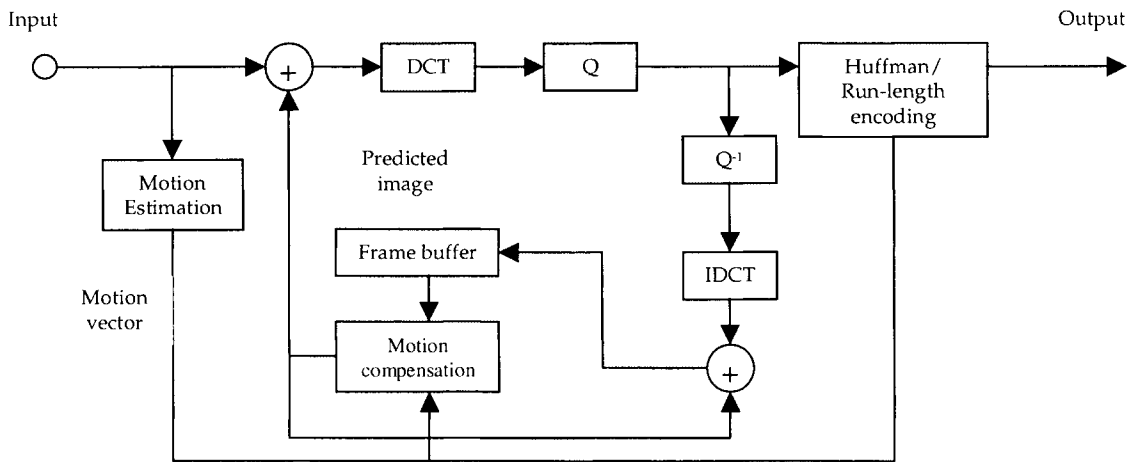 Input
Output
+
DCT
Q
Huffman/
Run-length
encoding
Q-1
Motion
Estimation
Predicted
image
Frame buffer
IDCT
Motion
vector
Motion
compensation
+